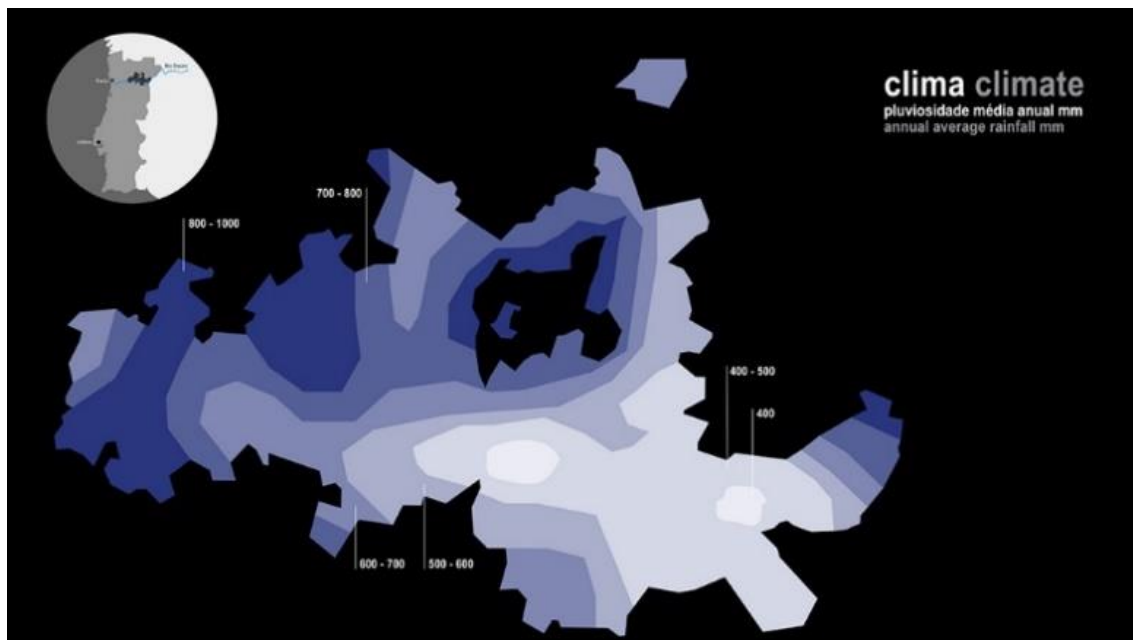 clima climate
pluviosidade média anual mm
annual average rainfall mm
700 - 800
800 - 1000
400 - 500
400
600 - 700
500 - 600